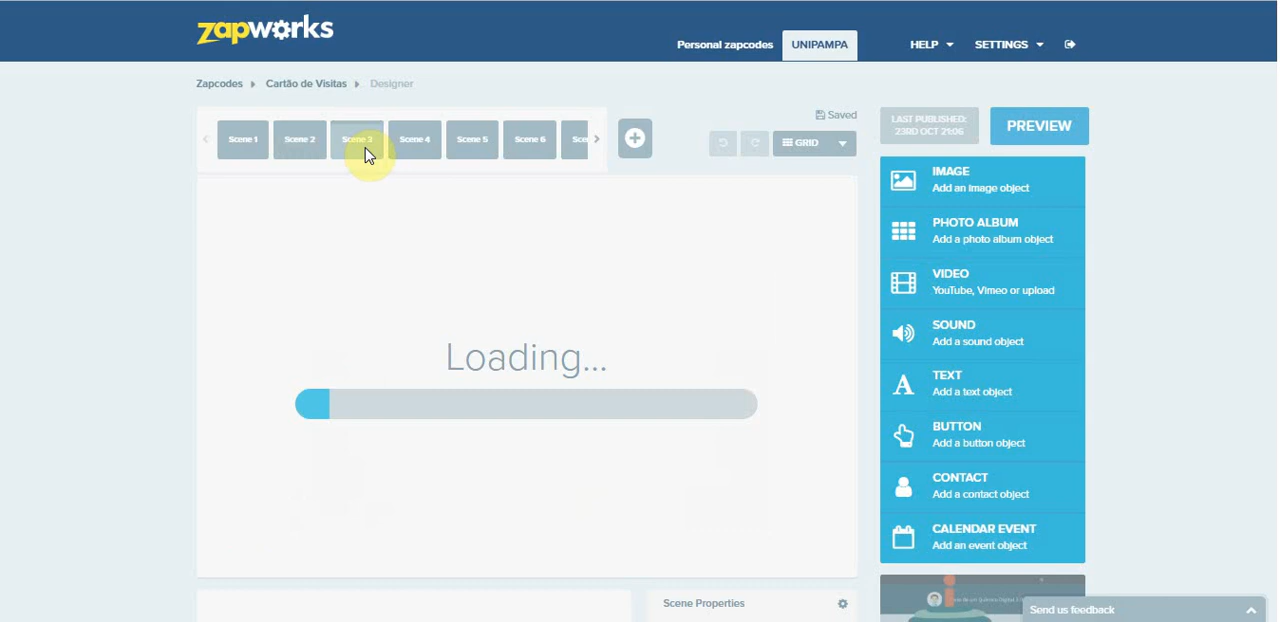 zapworks
Personal zapcodes
UNIPAMPA
HELP
SETTINGS
Zapcodes
Cartão de Visitas
Designer
Scene 1
Scene 2
Scene 3
Scene 4
Scene 5
Scene 6
Sce
Saved
GRID
LAST PUBLISHED:
23RD OCT 21:06
PREVIEW
Loading...
IMAGE
Add an image object
PHOTO ALBUM
Add a photo album object
VIDEO
YouTube, Vimeo or upload
SOUND
Add a sound object
TEXT
Add a text object
BUTTON
Add a button object
CONTACT
Add a contact object
CALENDAR EVENT
Add an event object
Scene Properties
Send us feedback